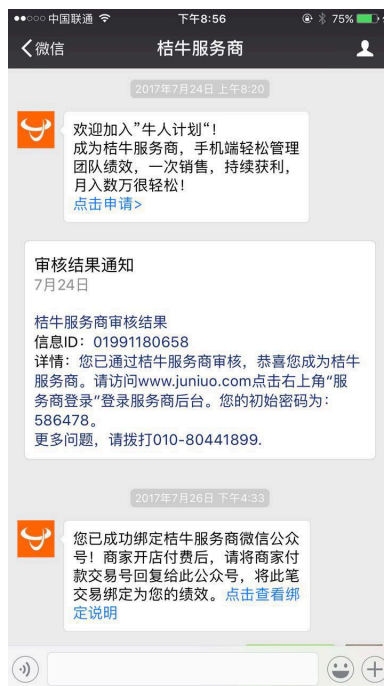 中国联通 下午8:56 75%
微信 桔牛服务商
2017年7月24日 上午8:20
欢迎加入”牛人计划“！
成为桔牛服务商，手机端轻松管理
团队绩效，一次销售，持续获利，
月入数万很轻松！
点击申请>
审核结果通知
7月24日
桔牛服务商审核结果
信息ID：01991180658
详情：您已通过桔牛服务商审核，恭喜您成为桔牛
服务商。请访问www.juniuo.com点击右上角“服
务商登录”登录服务商后台。您的初始密码为：
586478。
更多问题，请拨打010-80441899.
2017年7月26日 下午4:33
您已成功绑定桔牛服务商微信公众
号！商家开店付费后，请将商家付
款交易号回复给此公众号，将此笔
交易绑定为您的绩效。点击查看绑
定说明